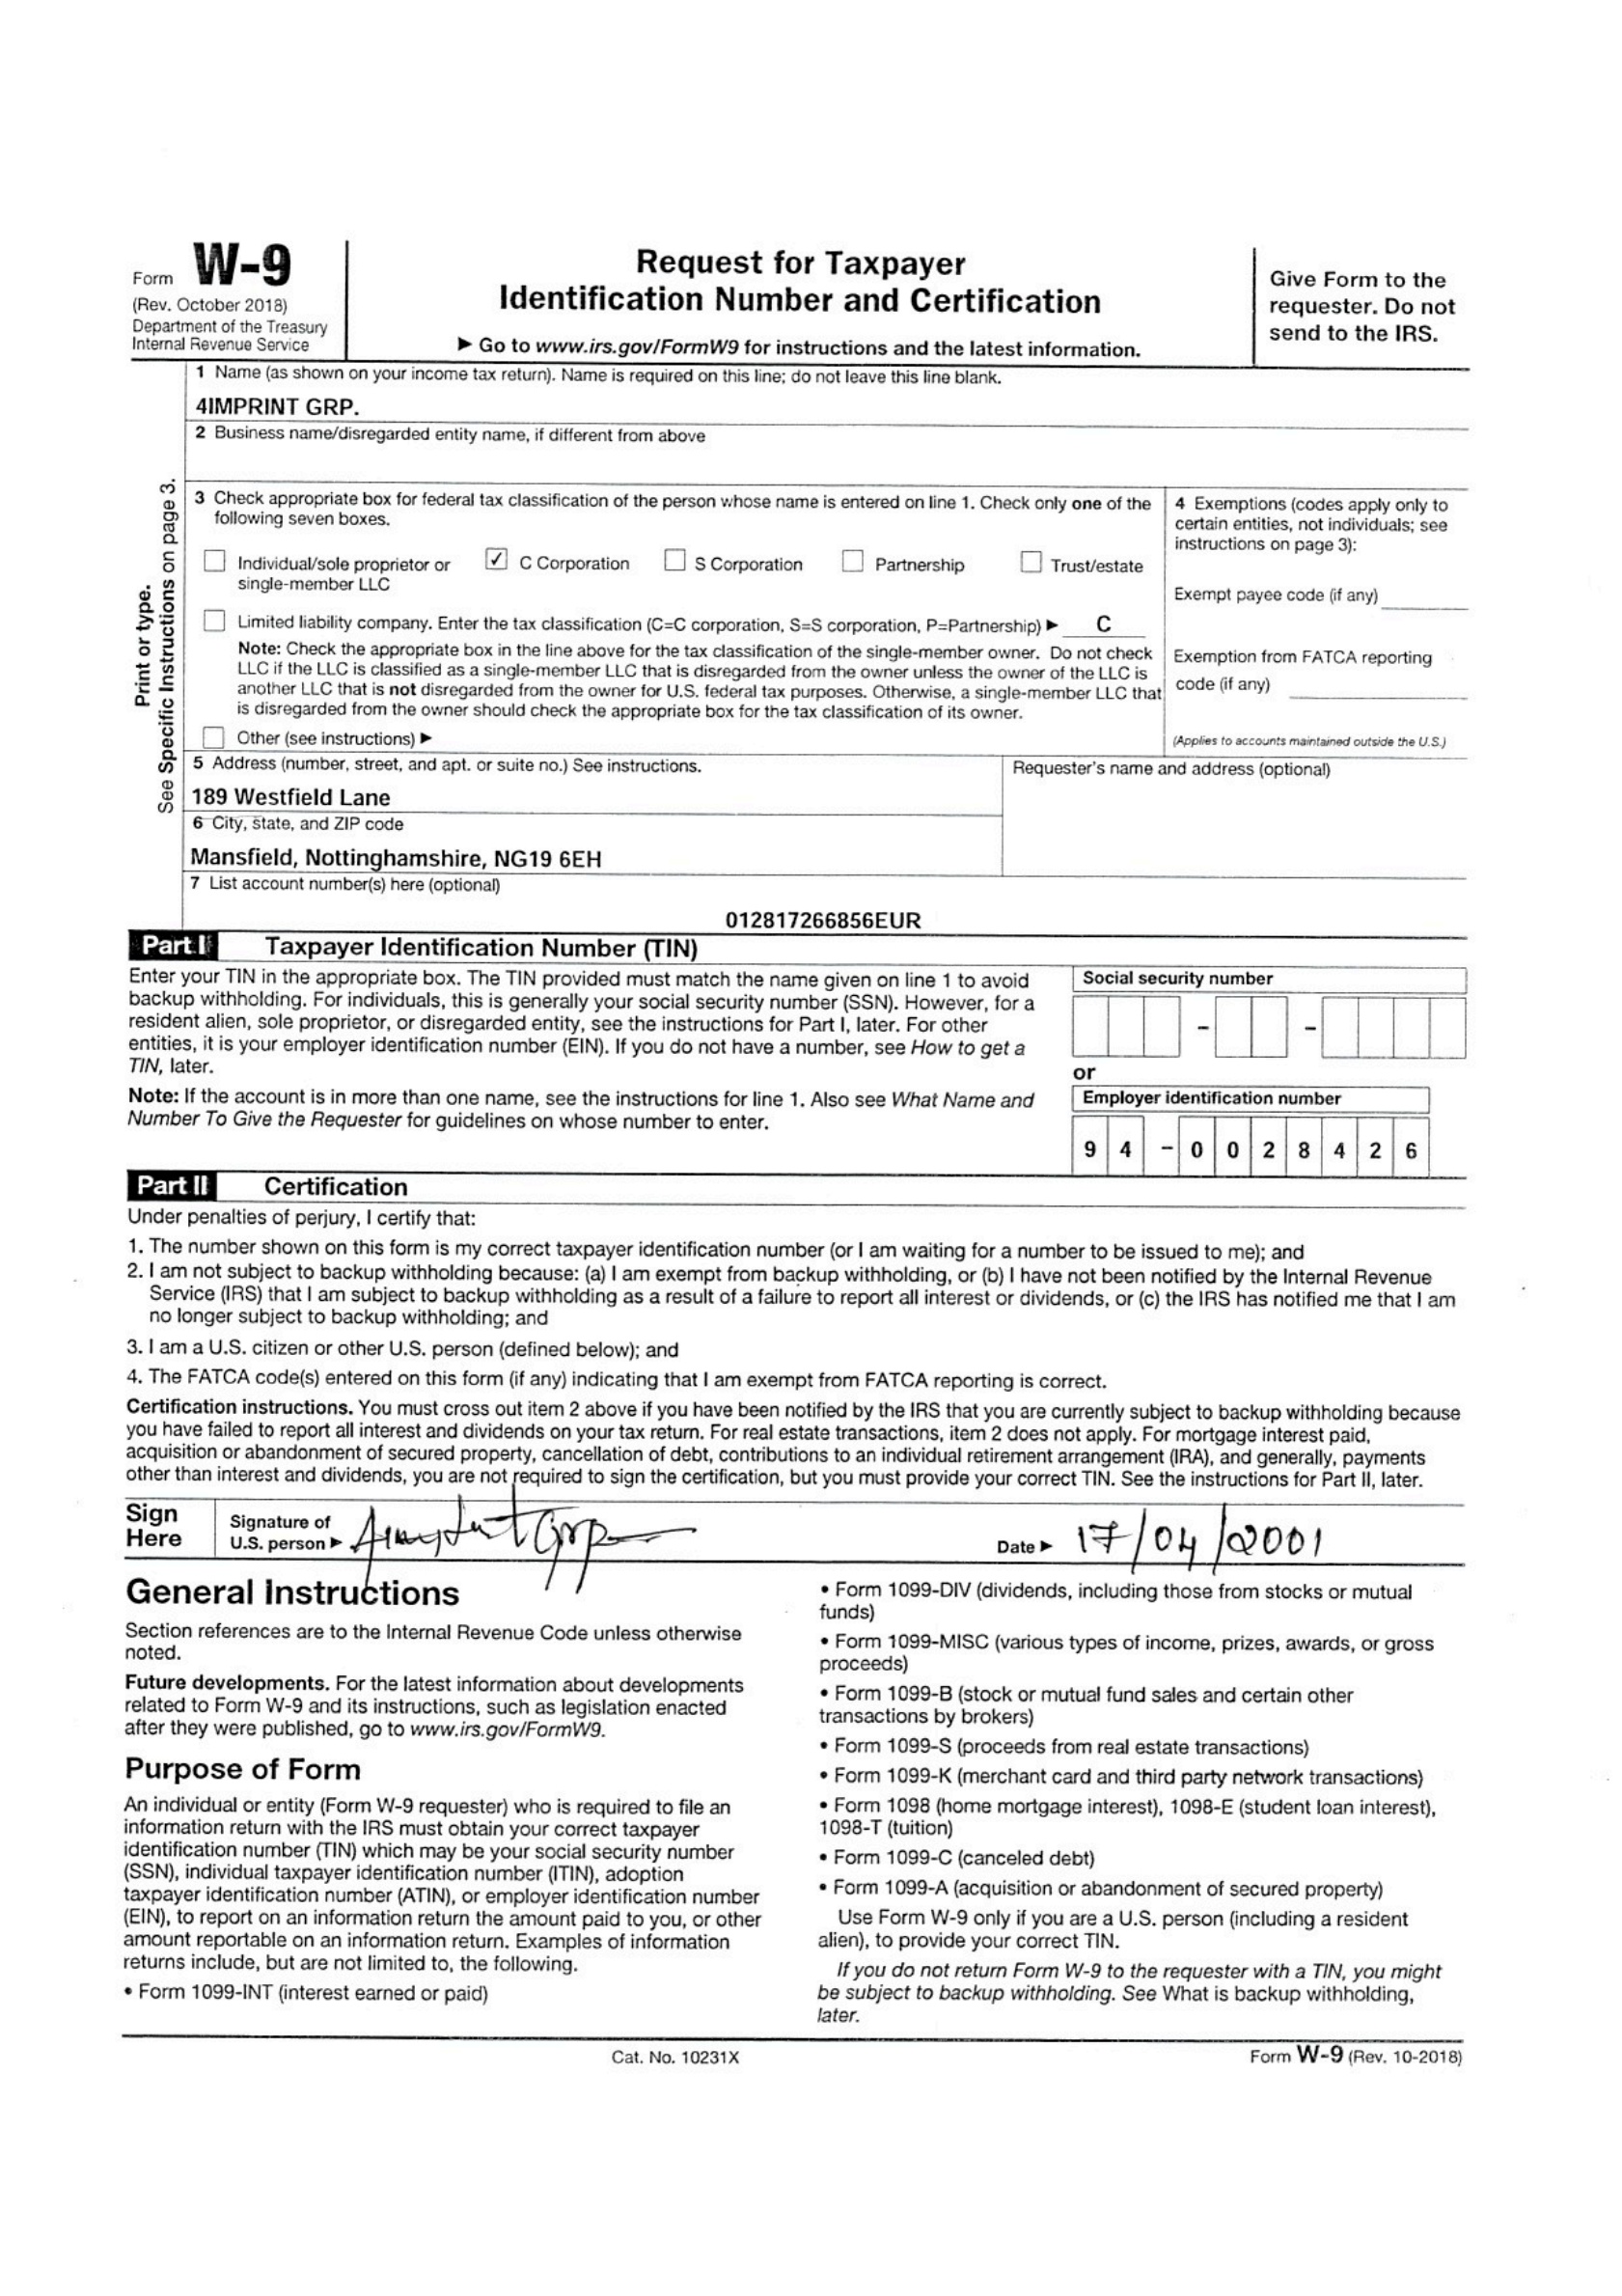 Form W-9
(Rev. October 2018)
Department of the Treasury
Internal Revenue Service
Request for Taxpayer
Identification Number and Certification
▶ Go to www.irs.gov/FormW9 for instructions and the latest information.
Give Form to the
requester. Do not
send to the IRS.
Print or type.
See Specific Instructions on page 3.
1 Name (as shown on your income tax return). Name is required on this line; do not leave this line blank.
4IMPRINT GRP.
2 Business name/disregarded entity name, if different from above
3 Check appropriate box for federal tax classification of the person whose name is entered on line 1. Check only one of the
following seven boxes.
Individual/sole proprietor or
single-member LLC
✓ C Corporation
S Corporation
Partnership
Trust/estate
Limited liability company. Enter the tax classification (C=C corporation, S=S corporation, P=Partnership) ▶ C
Note: Check the appropriate box in the line above for the tax classification of the single-member owner. Do not check
LLC if the LLC is classified as a single-member LLC that is disregarded from the owner unless the owner of the LLC is
another LLC that is not disregarded from the owner for U.S. federal tax purposes. Otherwise, a single-member LLC that
is disregarded from the owner should check the appropriate box for the tax classification of its owner.
Other (see instructions) ▶
4 Exemptions (codes apply only to
certain entities, not individuals; see
instructions on page 3):
Exempt payee code (if any)
Exemption from FATCA reporting
code (if any)
(Applies to accounts maintained outside the U.S.)
5 Address (number, street, and apt. or suite no.) See instructions.
189 Westfield Lane
6 City, state, and ZIP code
Mansfield, Nottinghamshire, NG19 6EH
Requester's name and address (optional)
7 List account number(s) here (optional)
012817266856EUR
Part I Taxpayer Identification Number (TIN)
Enter your TIN in the appropriate box. The TIN provided must match the name given on line 1 to avoid
backup withholding. For individuals, this is generally your social security number (SSN). However, for a
resident alien, sole proprietor, or disregarded entity, see the instructions for Part I, later. For other
entities, it is your employer identification number (EIN). If you do not have a number, see How to get a
TIN, later.
Note: If the account is in more than one name, see the instructions for line 1. Also see What Name and
Number To Give the Requester for guidelines on whose number to enter.
Social security number
– –
or
Employer identification number
9 4 – 0 0 2 8 4 2 6
Part II Certification
Under penalties of perjury, I certify that:
1. The number shown on this form is my correct taxpayer identification number (or I am waiting for a number to be issued to me); and
2. I am not subject to backup withholding because: (a) I am exempt from backup withholding, or (b) I have not been notified by the Internal Revenue
Service (IRS) that I am subject to backup withholding as a result of a failure to report all interest or dividends, or (c) the IRS has notified me that I am
no longer subject to backup withholding; and
3. I am a U.S. citizen or other U.S. person (defined below); and
4. The FATCA code(s) entered on this form (if any) indicating that I am exempt from FATCA reporting is correct.
Certification instructions. You must cross out item 2 above if you have been notified by the IRS that you are currently subject to backup withholding because
you have failed to report all interest and dividends on your tax return. For real estate transactions, item 2 does not apply. For mortgage interest paid,
acquisition or abandonment of secured property, cancellation of debt, contributions to an individual retirement arrangement (IRA), and generally, payments
other than interest and dividends, you are not required to sign the certification, but you must provide your correct TIN. See the instructions for Part II, later.
Sign
Here
Signature of
U.S. person ▶
Date ▶ 17/04/2001
General Instructions
Section references are to the Internal Revenue Code unless otherwise
noted.
Future developments. For the latest information about developments
related to Form W-9 and its instructions, such as legislation enacted
after they were published, go to www.irs.gov/FormW9.
Purpose of Form
An individual or entity (Form W-9 requester) who is required to file an
information return with the IRS must obtain your correct taxpayer
identification number (TIN) which may be your social security number
(SSN), individual taxpayer identification number (ITIN), adoption
taxpayer identification number (ATIN), or employer identification number
(EIN), to report on an information return the amount paid to you, or other
amount reportable on an information return. Examples of information
returns include, but are not limited to, the following.
• Form 1099-INT (interest earned or paid)
• Form 1099-DIV (dividends, including those from stocks or mutual
funds)
• Form 1099-MISC (various types of income, prizes, awards, or gross
proceeds)
• Form 1099-B (stock or mutual fund sales and certain other
transactions by brokers)
• Form 1099-S (proceeds from real estate transactions)
• Form 1099-K (merchant card and third party network transactions)
• Form 1098 (home mortgage interest), 1098-E (student loan interest),
1098-T (tuition)
• Form 1099-C (canceled debt)
• Form 1099-A (acquisition or abandonment of secured property)
Use Form W-9 only if you are a U.S. person (including a resident
alien), to provide your correct TIN.
If you do not return Form W-9 to the requester with a TIN, you might
be subject to backup withholding. See What is backup withholding,
later.
Cat. No. 10231X
Form W-9 (Rev. 10-2018)